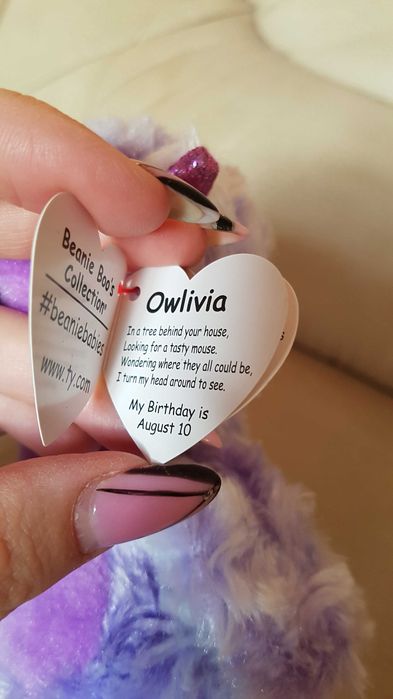 Beanie Boo's
Collection
#beaniebabies
www.ty.com
Owlivia
In a tree behind your house,
Looking for a tasty mouse.
Wondering where they all could be,
I turn my head around to see.
My Birthday is
August 10